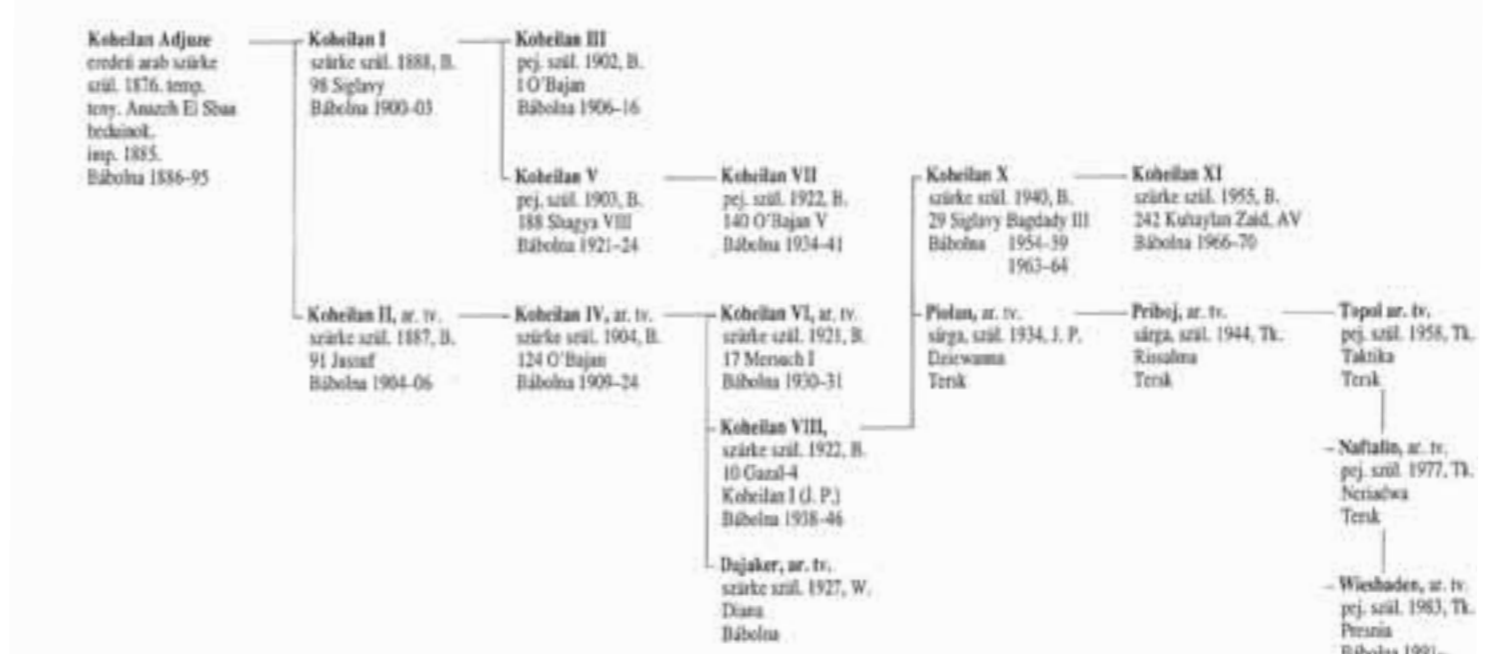 Koheilan Adjuze
eredeti arab szürke
szül. 1876. temp.
teny. Anazeh El Sbaa
beduinok.
imp. 1885.
Bábolna 1886–95
Koheilan I
szürke szül. 1888, B.
98 Siglavy
Bábolna 1900–03
Koheilan III
pej. szül. 1902, B.
1 O'Bajan
Bábolna 1906–16
Koheilan V
pej. szül. 1903, B.
188 Shagya VIII
Bábolna 1921–24
Koheilan VII
pej. szül. 1922, B.
140 O'Bajan V
Bábolna 1934–41
Koheilan X
szürke szül. 1940, B.
29 Siglavy Bagdady III
Bábolna 1954–59
1963–64
Koheilan XI
szürke szül. 1955, B.
242 Kuhaylan Zaid, AV
Bábolna 1966–70
Koheilan II, ar. tv.
szürke szül. 1887, B.
91 Jussuf
Bábolna 1904–06
Koheilan IV, ar. tv.
szürke szül. 1904, B.
124 O'Bajan
Bábolna 1909–24
Koheilan VI, ar. tv.
szürke szül. 1921, B.
17 Mersuch I
Bábolna 1930–31
Piolun, ar. tv.
sárga, szül. 1934, J. P.
Dziewanna
Tersk
Priboj, ar. tv.
sárga, szül. 1944, Tk.
Rissalma
Tersk
Topol ar. tv.
pej. szül. 1958, Tk.
Taktika
Tersk
Koheilan VIII,
szürke szül. 1922, B.
10 Gazal-4
Koheilan I (J. P.)
Bábolna 1938–46
Naftalin, ar. tv.
pej. szül. 1977, Tk.
Neriadwa
Tersk
Dujaker, ar. tv.
szürke szül. 1927, W.
Diana
Bábolna
Wiesbaden, ar. tv.
pej. szül. 1983, Tk.
Presnia
Bábolna 1991–